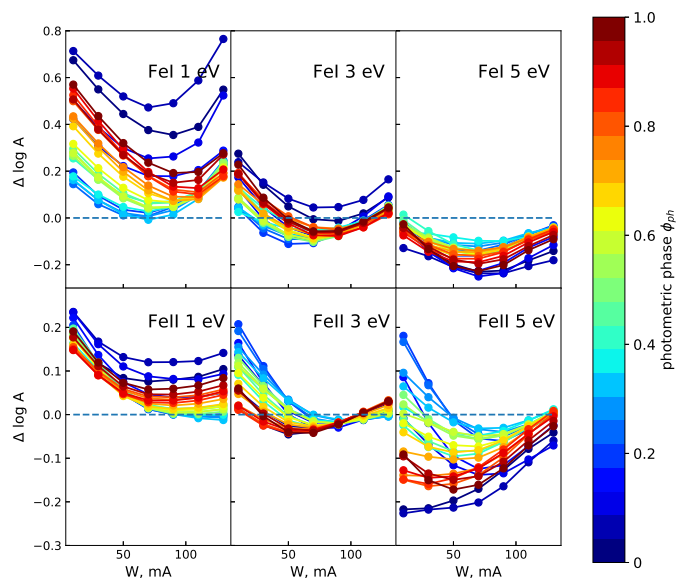 0.8
0.6
0.4
0.2
0.0
−0.2
Δ log A
FeI 1 eV
FeI 3 eV
FeI 5 eV
0.2
0.1
0.0
−0.1
−0.2
−0.3
Δ log A
FeII 1 eV
FeII 3 eV
FeII 5 eV
50 100
50 100
50 100
W, mA
W, mA
W, mA
1.0
0.8
0.6
0.4
0.2
0
photometric phase ϕph